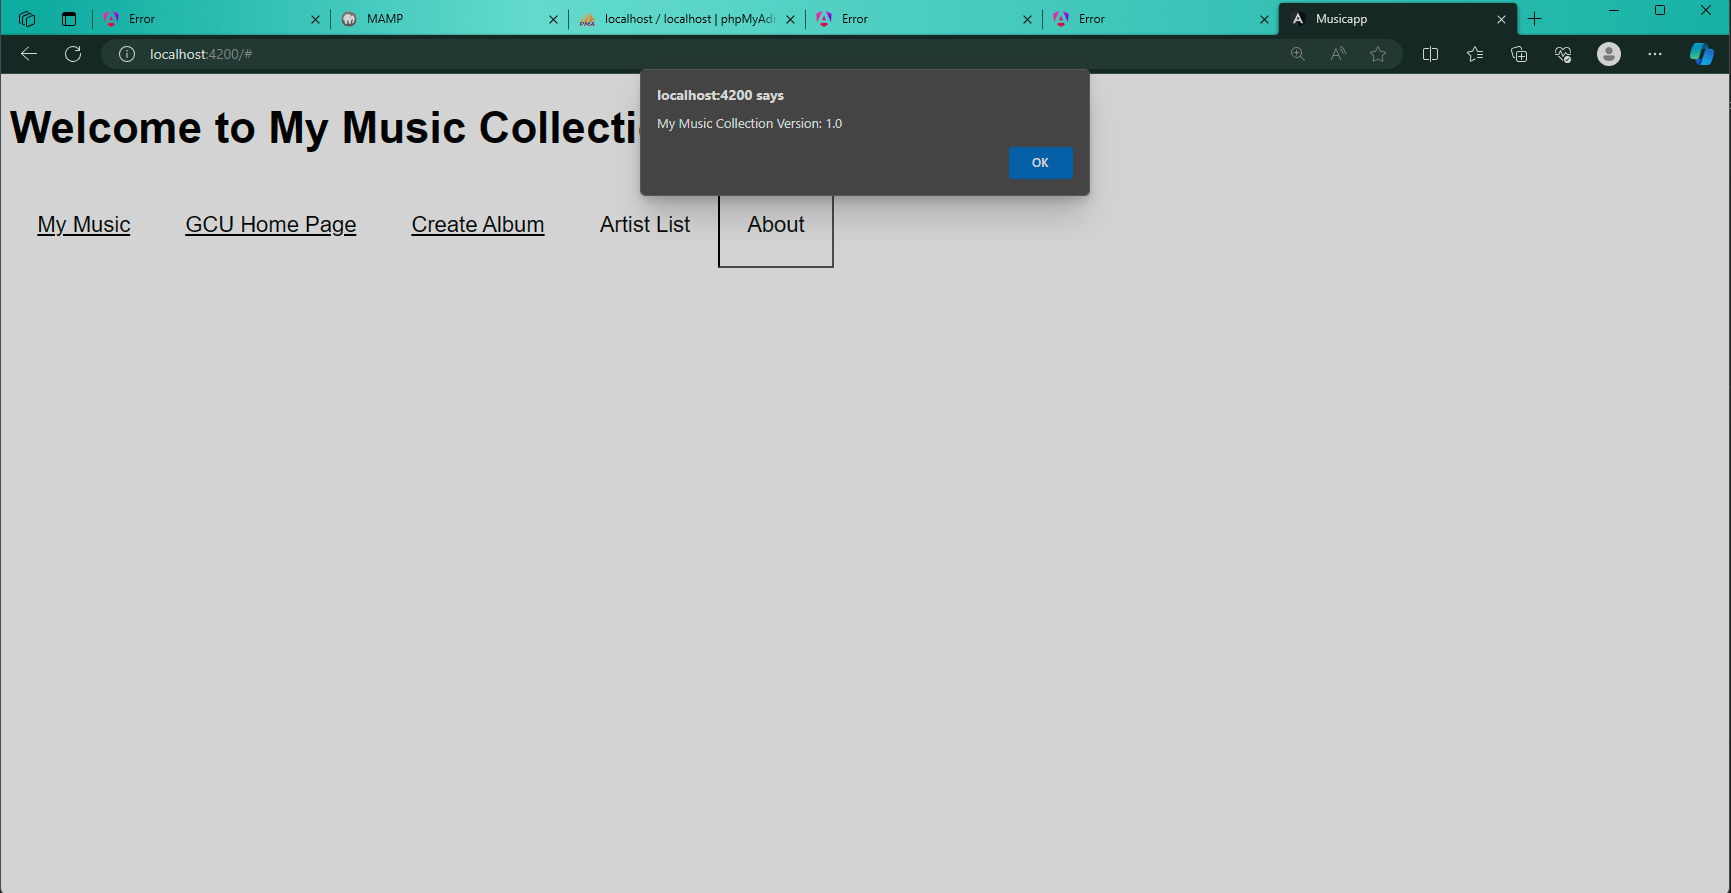 Error
MAMP
localhost / localhost | phpMyAd
Error
Error
Musicapp
localhost:4200/#
localhost:4200 says
My Music Collection Version: 1.0
OK
Welcome to My Music Collecti
My Music
GCU Home Page
Create Album
Artist List
About